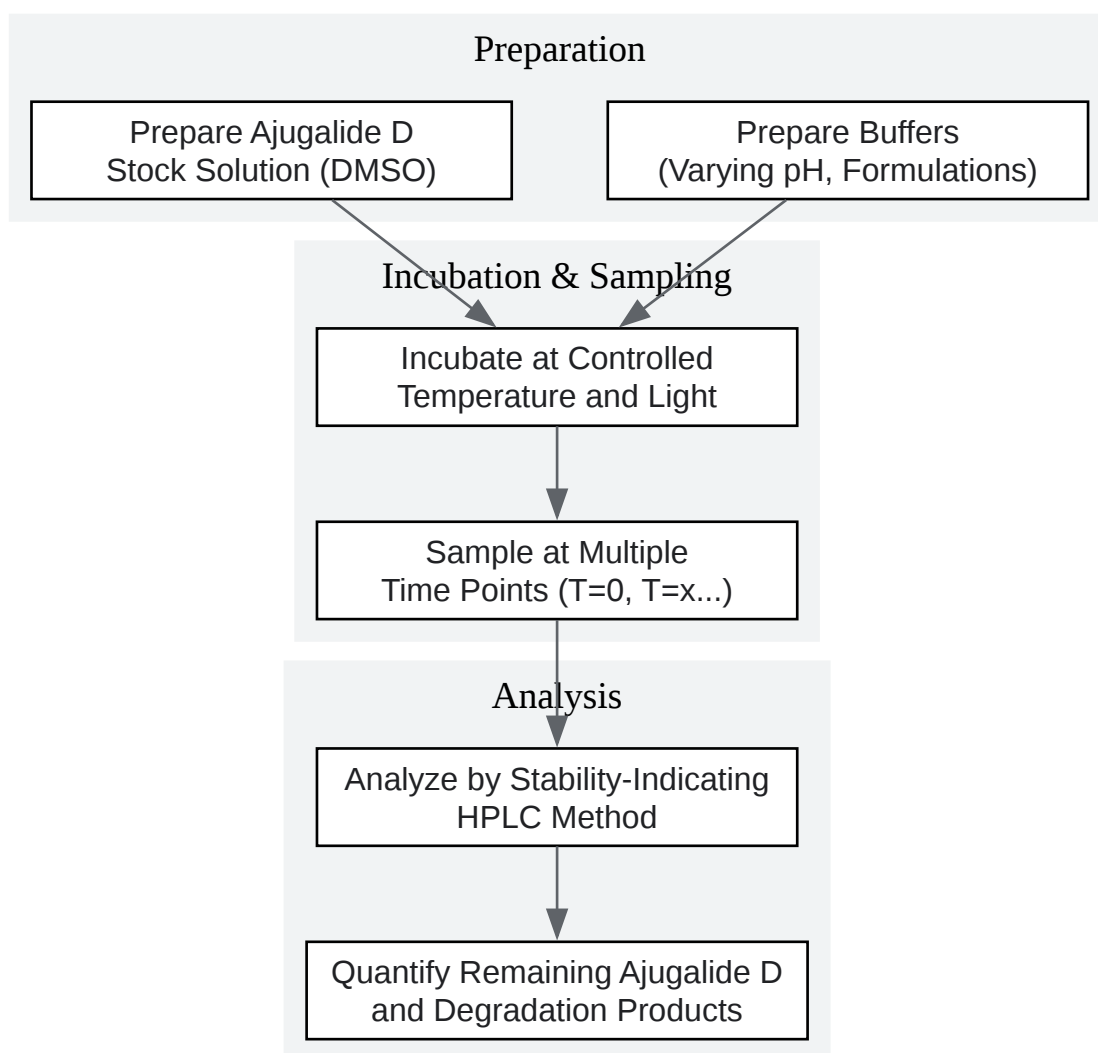 Preparation
Prepare Ajugalide D
Stock Solution (DMSO)
Prepare Buffers
(Varying pH, Formulations)
Incubation & Sampling
Incubate at Controlled
Temperature and Light
Sample at Multiple
Time Points (T=0, T=x...)
Analysis
Analyze by Stability-Indicating
HPLC Method
Quantify Remaining Ajugalide D
and Degradation Products